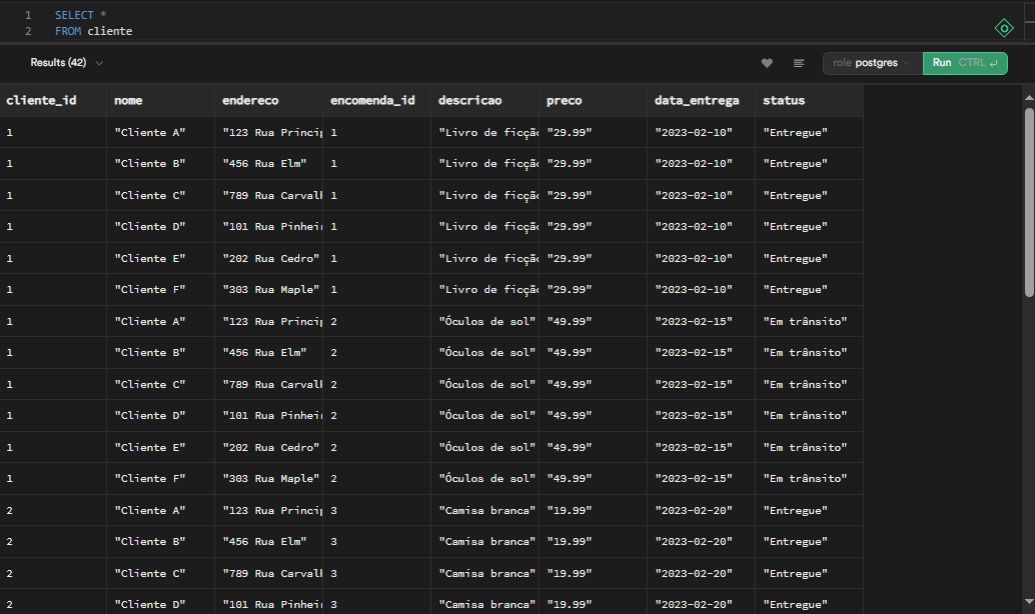 1 SELECT *
2 FROM cliente
Results (42) role postgres Run CTRL ↵
cliente_id nome endereco encomenda_id descricao preco data_entrega status
1 "Cliente A" "123 Rua Princip 1 "Livro de ficção "29.99" "2023-02-10" "Entregue"
1 "Cliente B" "456 Rua Elm" 1 "Livro de ficção "29.99" "2023-02-10" "Entregue"
1 "Cliente C" "789 Rua Carvalh 1 "Livro de ficção "29.99" "2023-02-10" "Entregue"
1 "Cliente D" "101 Rua Pinhei 1 "Livro de ficção "29.99" "2023-02-10" "Entregue"
1 "Cliente E" "202 Rua Cedro" 1 "Livro de ficção "29.99" "2023-02-10" "Entregue"
1 "Cliente F" "303 Rua Maple" 1 "Livro de ficção "29.99" "2023-02-10" "Entregue"
1 "Cliente A" "123 Rua Princip 2 "Óculos de sol" "49.99" "2023-02-15" "Em trânsito"
1 "Cliente B" "456 Rua Elm" 2 "Óculos de sol" "49.99" "2023-02-15" "Em trânsito"
1 "Cliente C" "789 Rua Carvalh 2 "Óculos de sol" "49.99" "2023-02-15" "Em trânsito"
1 "Cliente D" "101 Rua Pinhei 2 "Óculos de sol" "49.99" "2023-02-15" "Em trânsito"
1 "Cliente E" "202 Rua Cedro" 2 "Óculos de sol" "49.99" "2023-02-15" "Em trânsito"
1 "Cliente F" "303 Rua Maple" 2 "Óculos de sol" "49.99" "2023-02-15" "Em trânsito"
2 "Cliente A" "123 Rua Princip 3 "Camisa branca" "19.99" "2023-02-20" "Entregue"
2 "Cliente B" "456 Rua Elm" 3 "Camisa branca" "19.99" "2023-02-20" "Entregue"
2 "Cliente C" "789 Rua Carvalh 3 "Camisa branca" "19.99" "2023-02-20" "Entregue"
2 "Cliente D" "101 Rua Pinhei 3 "Camisa branca" "19.99" "2023-02-20" "Entregue"